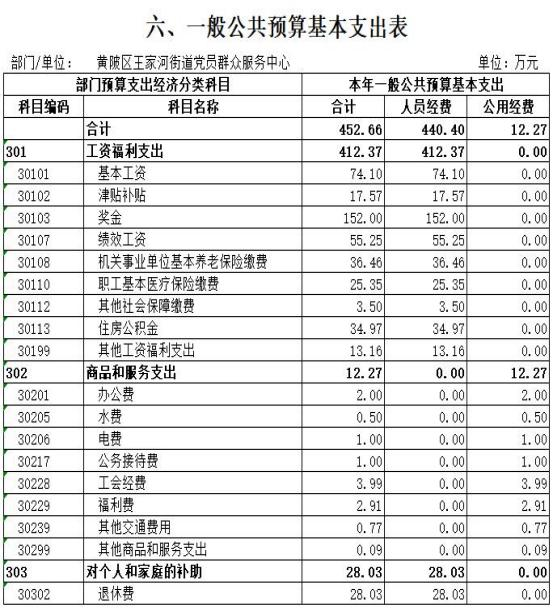 六、一般公共预算基本支出表
部门/单位： 黄陂区王家河街道党员群众服务中心 单位：万元
部门预算支出经济分类科目 本年一般公共预算基本支出
科目编码 科目名称 合计 人员经费 公用经费
合计 452.66 440.40 12.27
301 工资福利支出 412.37 412.37 0.00
30101 基本工资 74.10 74.10 0.00
30102 津贴补贴 17.57 17.57 0.00
30103 奖金 152.00 152.00 0.00
30107 绩效工资 55.25 55.25 0.00
30108 机关事业单位基本养老保险缴费 36.46 36.46 0.00
30110 职工基本医疗保险缴费 25.35 25.35 0.00
30112 其他社会保障缴费 3.50 3.50 0.00
30113 住房公积金 34.97 34.97 0.00
30199 其他工资福利支出 13.16 13.16 0.00
302 商品和服务支出 12.27 0.00 12.27
30201 办公费 2.00 0.00 2.00
30205 水费 0.50 0.00 0.50
30206 电费 1.00 0.00 1.00
30217 公务接待费 1.00 0.00 1.00
30228 工会经费 3.99 0.00 3.99
30229 福利费 2.91 0.00 2.91
30239 其他交通费用 0.77 0.00 0.77
30299 其他商品和服务支出 0.09 0.00 0.09
303 对个人和家庭的补助 28.03 28.03 0.00
30302 退休费 28.03 28.03 0.00